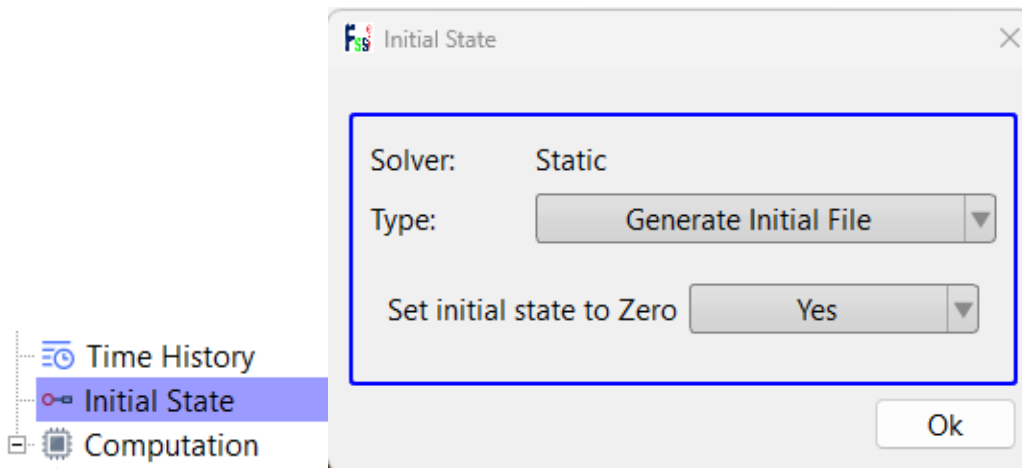 Fssi Initial State
Solver: Static
Type: Generate Initial File
Set initial state to Zero Yes
Time History
Initial State
Computation
Ok